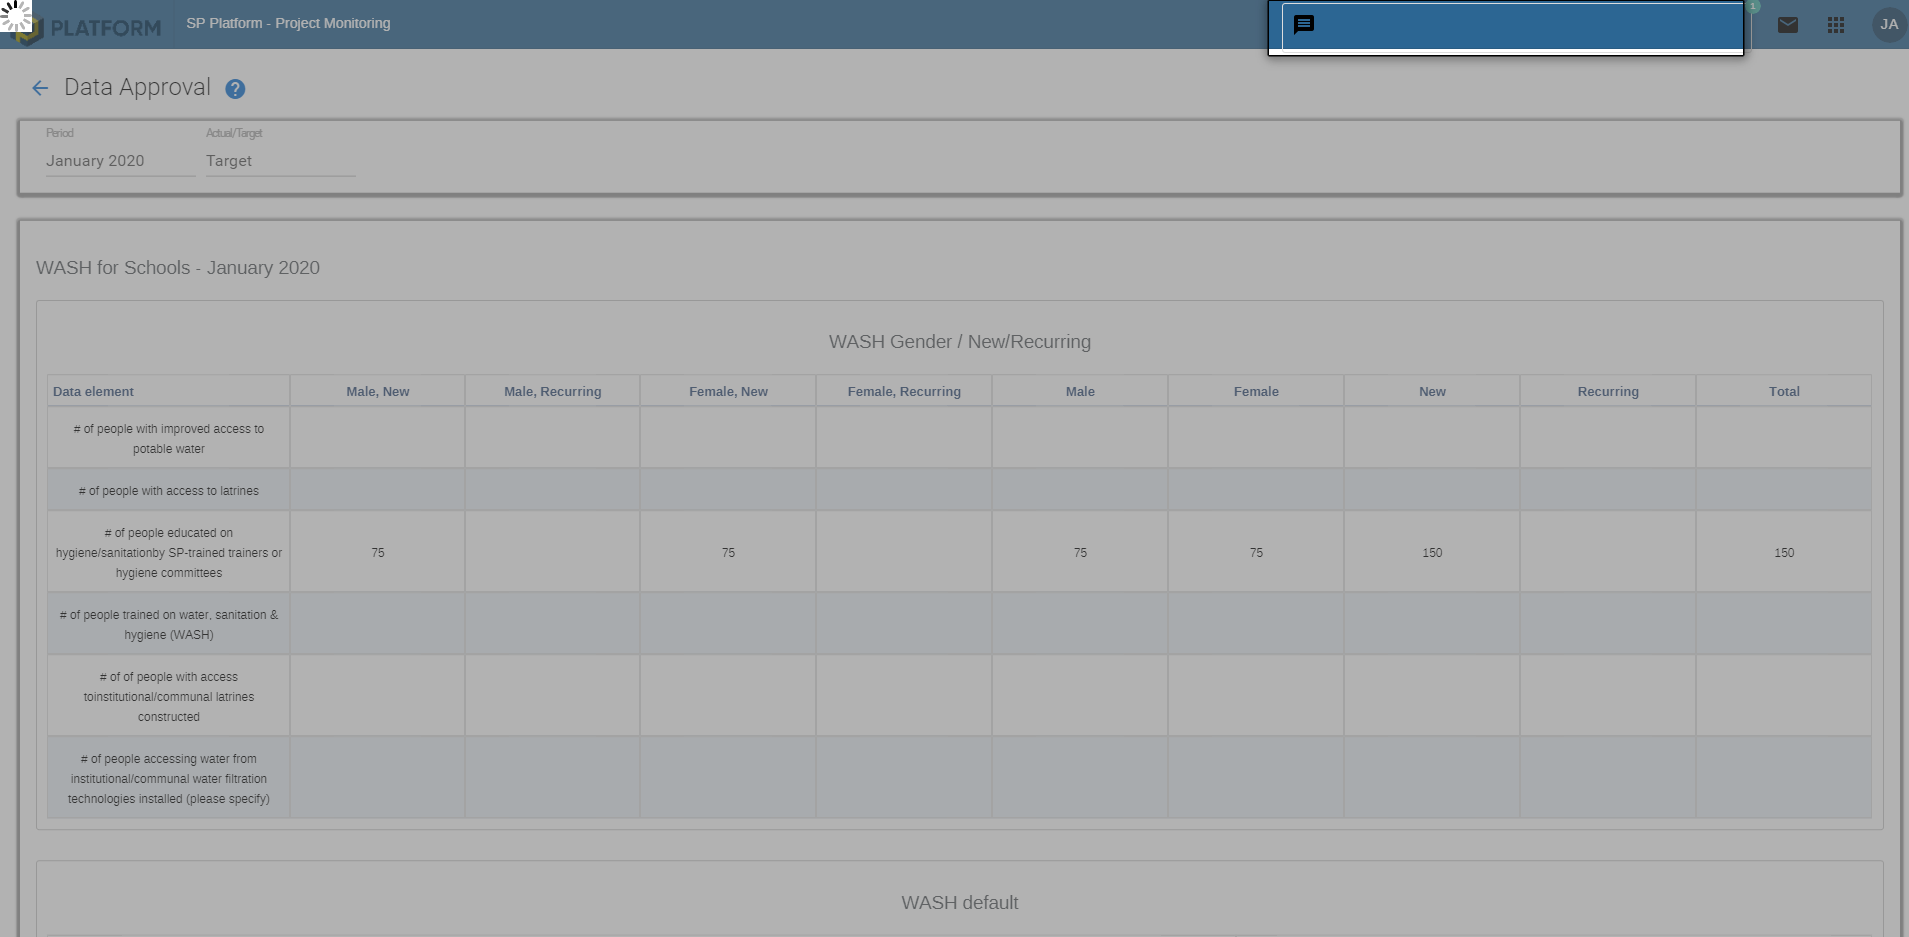 PLATFORM
SP Platform - Project Monitoring
1
JA
Data Approval
?
Period
Actual/Target
January 2020
Target
WASH for Schools - January 2020
WASH Gender / New/Recurring
Data element Male, New Male, Recurring Female, New Female, Recurring Male Female New Recurring Total
# of people with improved access to
potable water
# of people with access to latrines
# of people educated on
hygiene/sanitationby SP-trained trainers or
hygiene committees
75 75 75 75 150 150
# of people trained on water, sanitation &
hygiene (WASH)
# of of people with access
toinstitutional/communal latrines
constructed
# of people accessing water from
institutional/communal water filtration
technologies installed (please specify)
WASH default